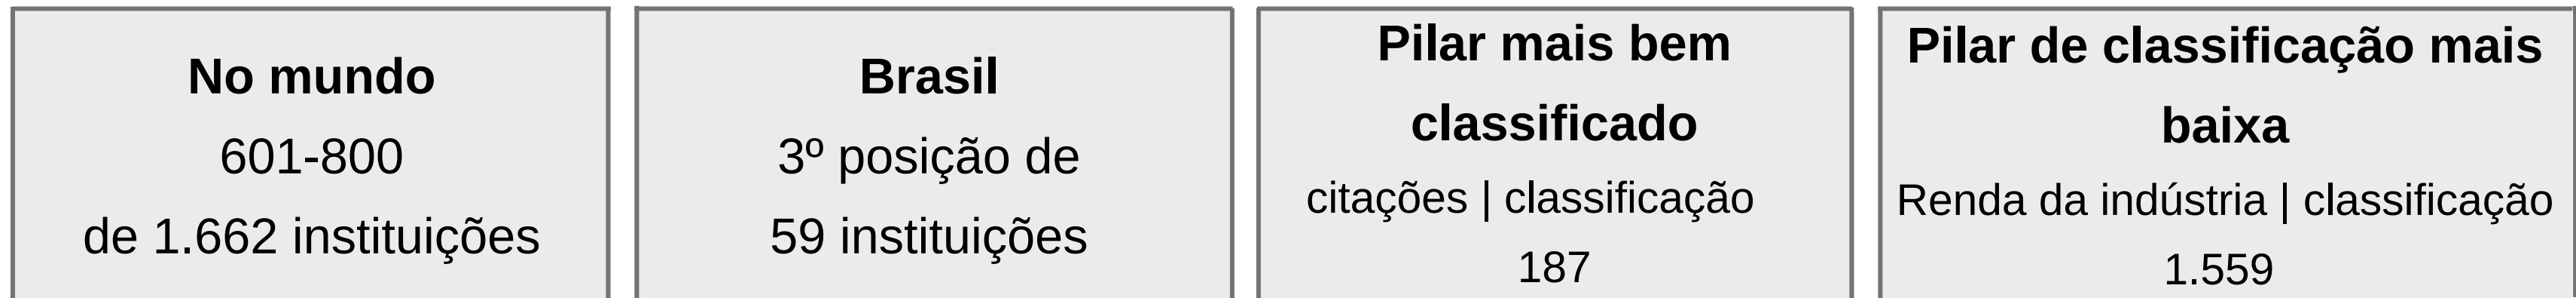 No mundo
601-800
de 1.662 instituições
Brasil
3º posição de
59 instituições
Pilar mais bem
classificado
citações | classificação
187
Pilar de classificação mais
baixa
Renda da indústria | classificação
1.559